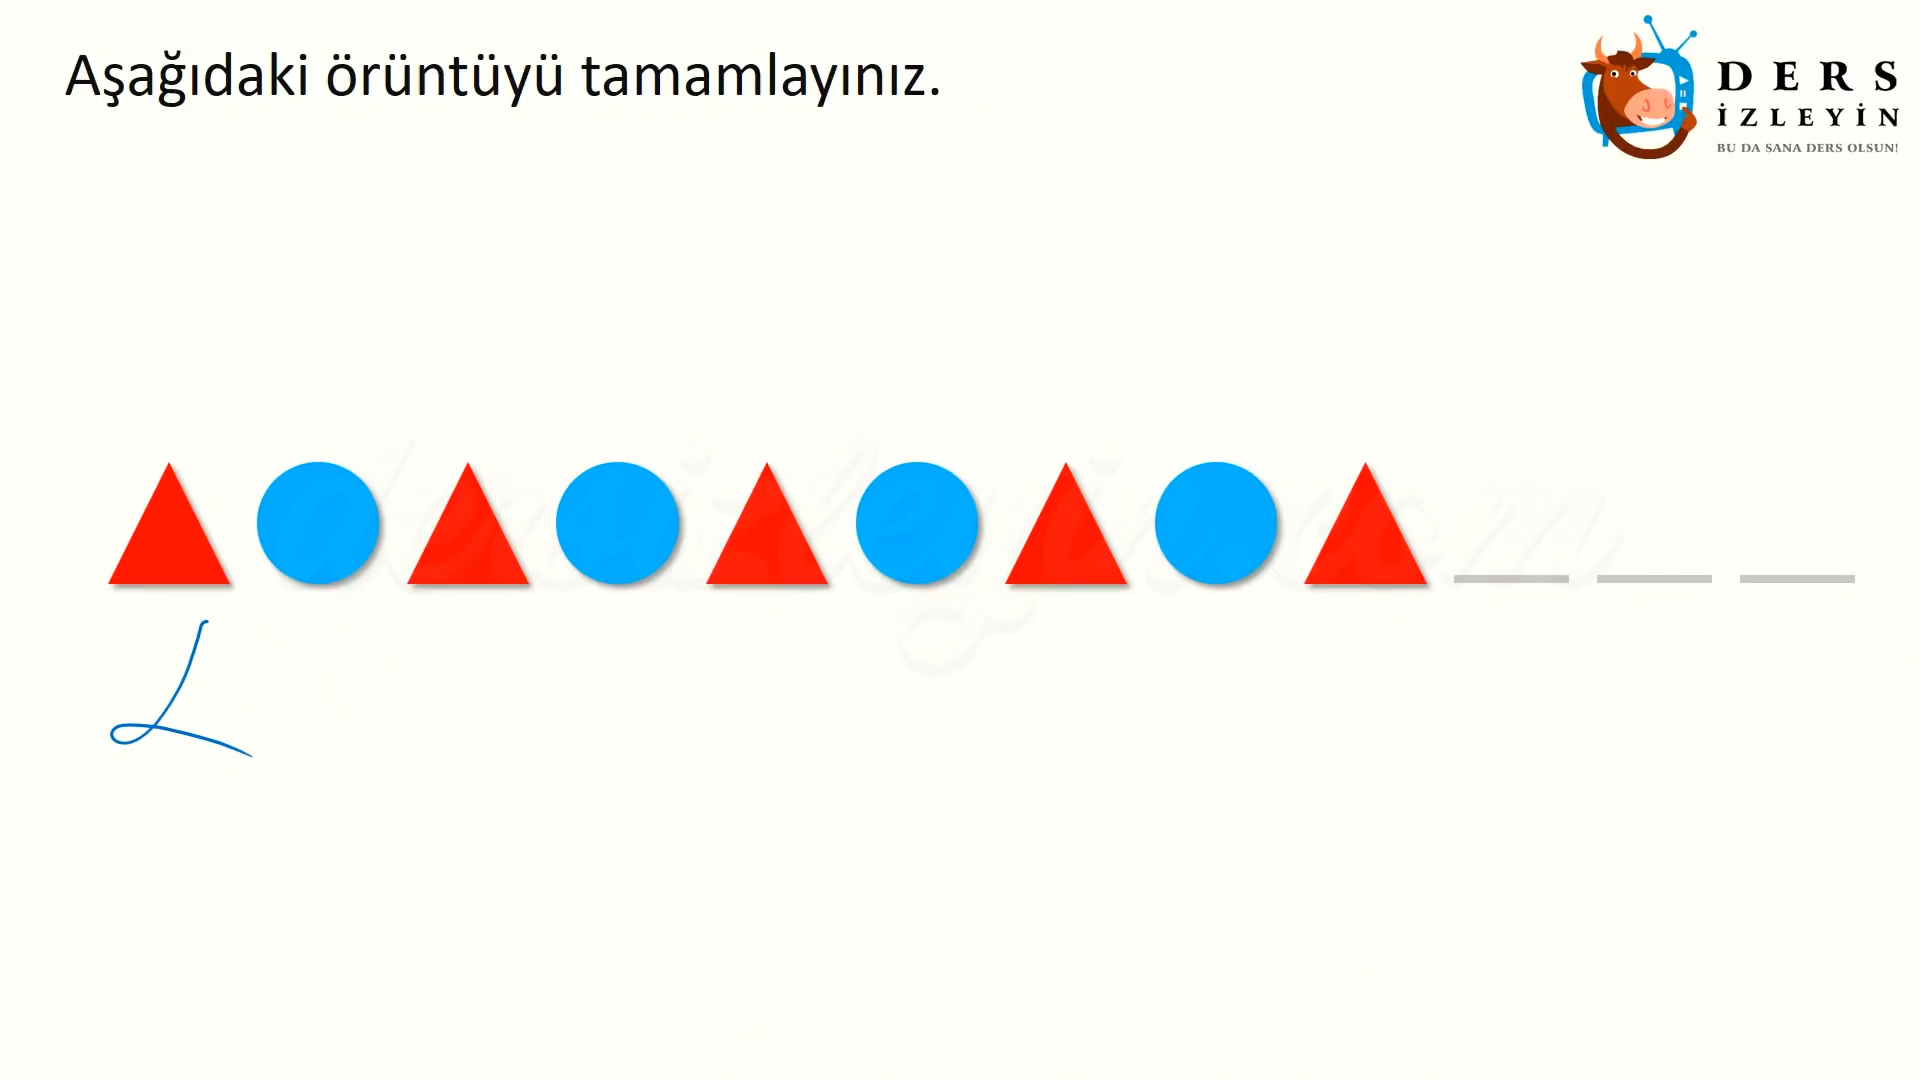 Aşağıdaki örüntüyü tamamlayınız.
DERS
İZLEYİN
BU DA SANA DERS OLSUN!